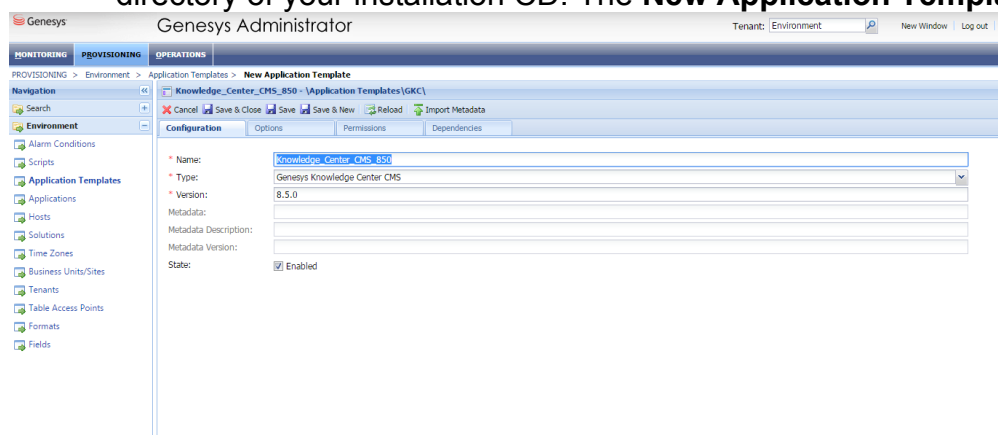 directory of your installation CD. The New Application Templa
Genesys Genesys Administrator Tenant: Environment New Window Log out
MONITORING PROVISIONING OPERATIONS
PROVISIONING > Environment > Application Templates > New Application Template
Navigation Knowledge_Center_CMS_850 - \Application Templates\GKC\
Search Cancel Save & Close Save Save & New Reload Import Metadata
Environment Configuration Options Permissions Dependencies
Alarm Conditions
Scripts * Name: Knowledge_Center_CMS_850
Application Templates * Type: Genesys Knowledge Center CMS
Applications * Version: 8.5.0
Hosts Metadata:
Solutions Metadata Description:
Time Zones Metadata Version:
Business Units/Sites State: Enabled
Tenants
Table Access Points
Formats
Fields